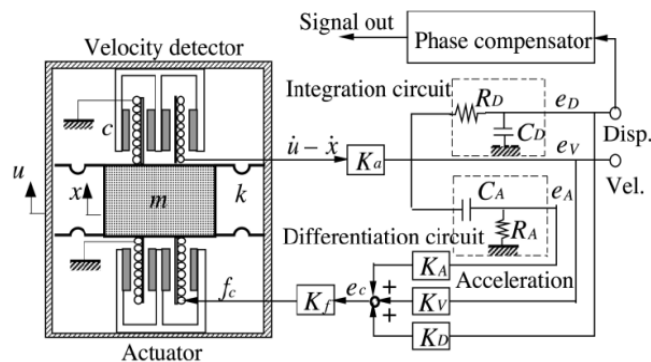 Signal out
Phase compensator
Velocity detector
Integration circuit
R_D
e_D
C_D
Disp.
c
u̇ − ẋ
K_a
e_V
Vel.
u
x
m
k
C_A
e_A
R_A
Differentiation circuit
K_A
Acceleration
f_c
K_f
e_c
+
K_V
+
K_D
Actuator